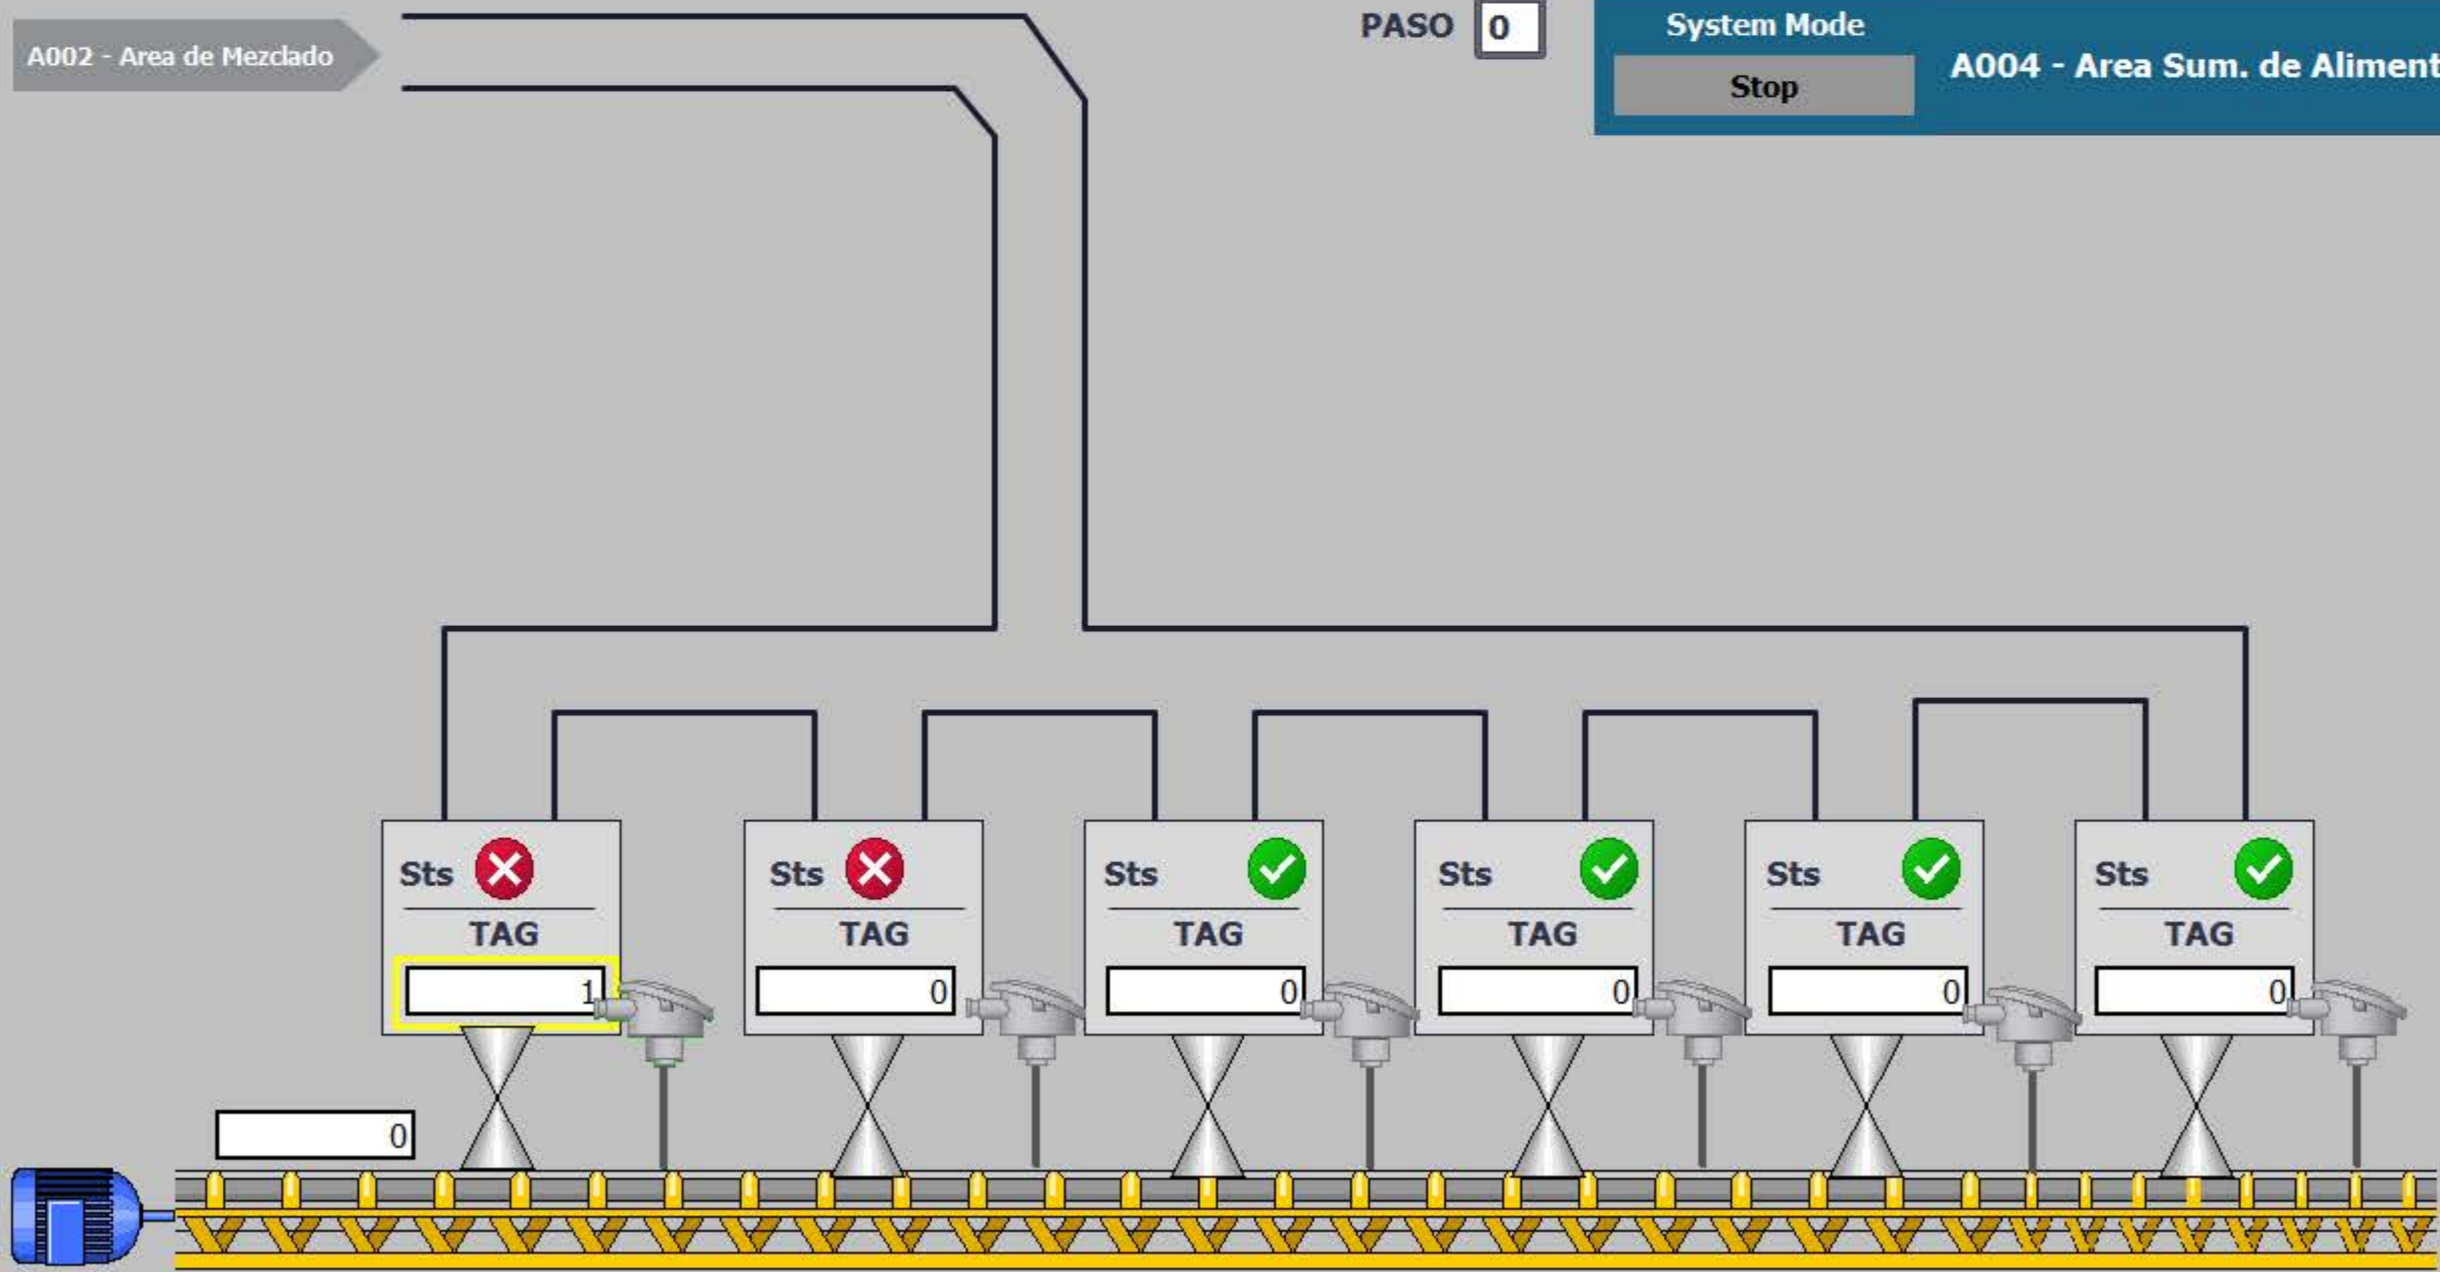 A002 - Area de Mezclado
PASO 0
System Mode
Stop
A004 - Area Sum. de Aliment
Sts
TAG
1
Sts
TAG
0
Sts
TAG
0
Sts
TAG
0
Sts
TAG
0
Sts
TAG
0
0